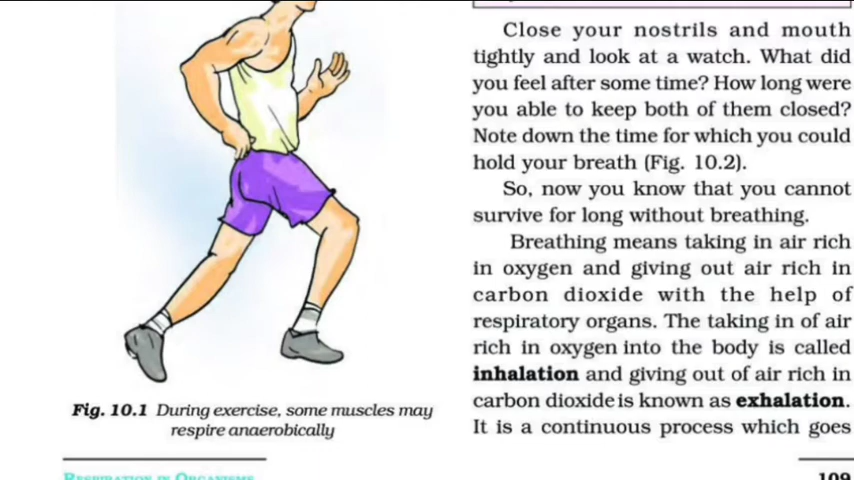 Close your nostrils and mouth
tightly and look at a watch. What did
you feel after some time? How long were
you able to keep both of them closed?
Note down the time for which you could
hold your breath (Fig. 10.2).
So, now you know that you cannot
survive for long without breathing.
Breathing means taking in air rich
in oxygen and giving out air rich in
carbon dioxide with the help of
respiratory organs. The taking in of air
rich in oxygen into the body is called
inhalation and giving out of air rich in
carbon dioxide is known as exhalation.
It is a continuous process which goes
Fig. 10.1 During exercise, some muscles may
respire anaerobically
RESPIRATION IN ORGANISMS
109